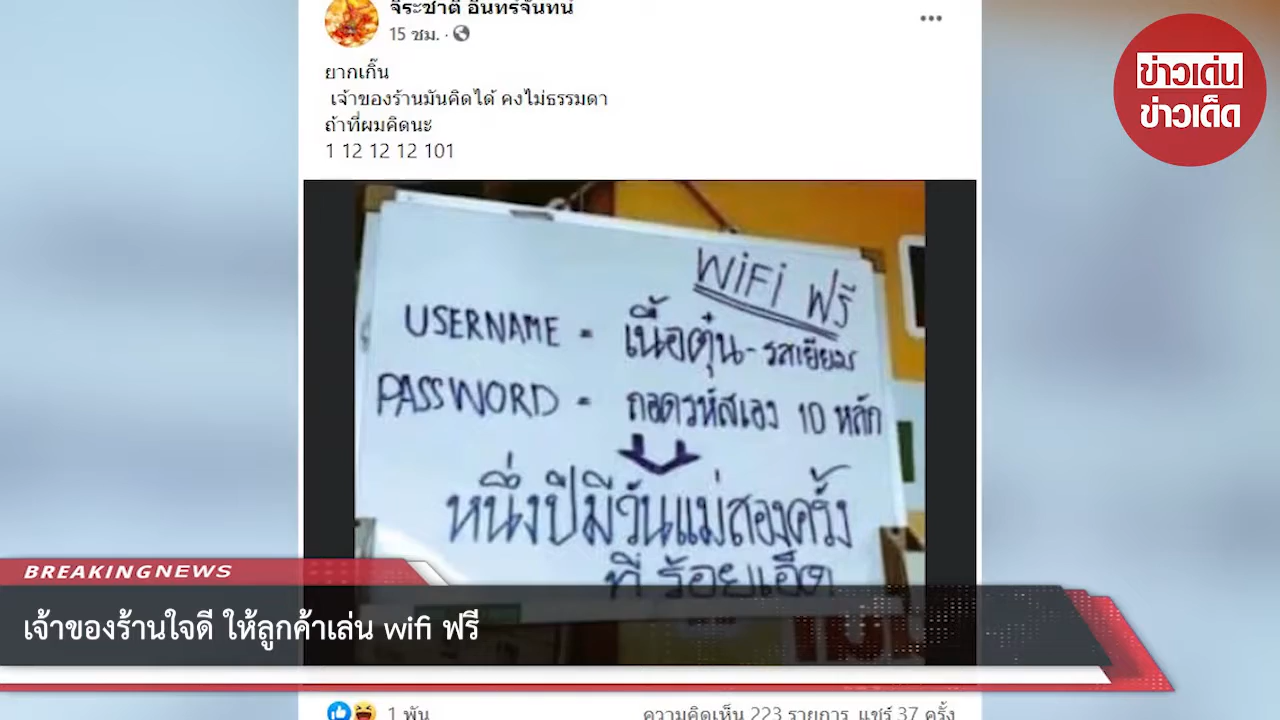 จิระชาติ อินทร์จันทน์
15 ชม.
ยากเกิ๊น
เจ้าของร้านมันคิดได้ คงไม่ธรรมดา
ถ้าที่ผมคิดนะ
1 12 12 12 101
ข่าวเด่น
ข่าวเด็ด
WiFi ฟรี
USERNAME = เนื้อตุ๋น-รสเยี่ยม
PASSWORD = ถอดรหัสเอง 10 หลัก
หนึ่งปีมีวันแม่สองครั้ง
ที่ ร้อยเอ็ด
BREAKING NEWS
เจ้าของร้านใจดี ให้ลูกค้าเล่น wifi ฟรี
1 พัน
ความคิดเห็น 223 รายการ แชร์ 37 ครั้ง